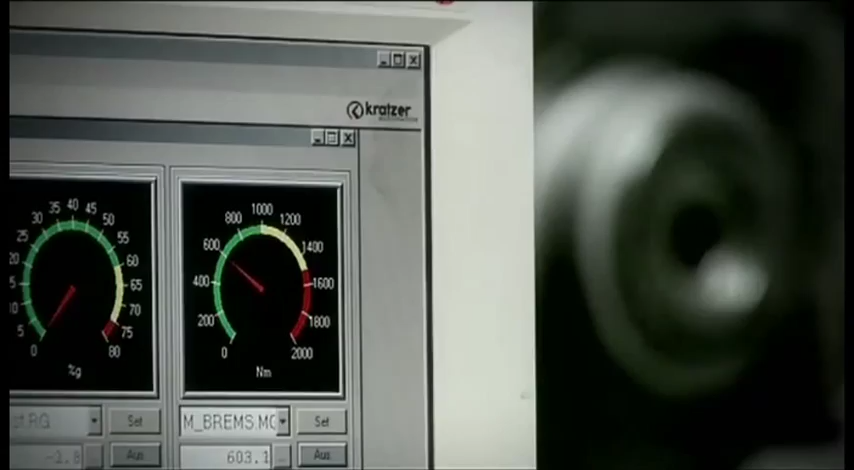 kratzer
0 5 10 15 20 25 30 35 40 45 50 55 60 65 70 75 80
%g
0 200 400 600 800 1000 1200 1400 1600 1800 2000
Nm
Set
M_BREMS.MO
Set
-1.8
Aus
603.1
Aus